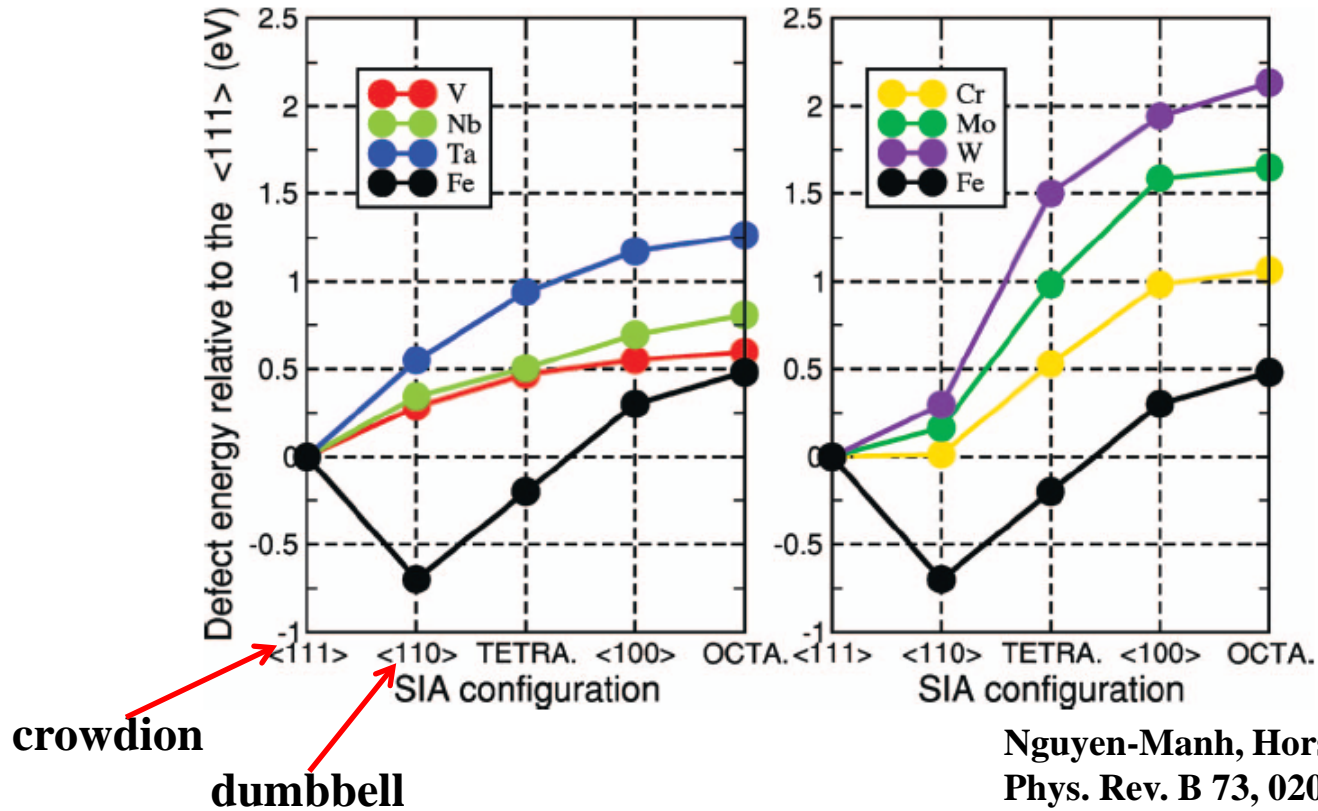 Defect energy relative to the <111> (eV)
2.5
2
1.5
1
0.5
0
-0.5
-1
V
Nb
Ta
Fe
<111> <110> TETRA. <100> OCTA.
SIA configuration
2.5
2
1.5
1
0.5
0
-0.5
-1
Cr
Mo
W
Fe
<111> <110> TETRA. <100> OCTA.
SIA configuration
crowdion
dumbbell
Nguyen-Manh, Hors
Phys. Rev. B 73, 020